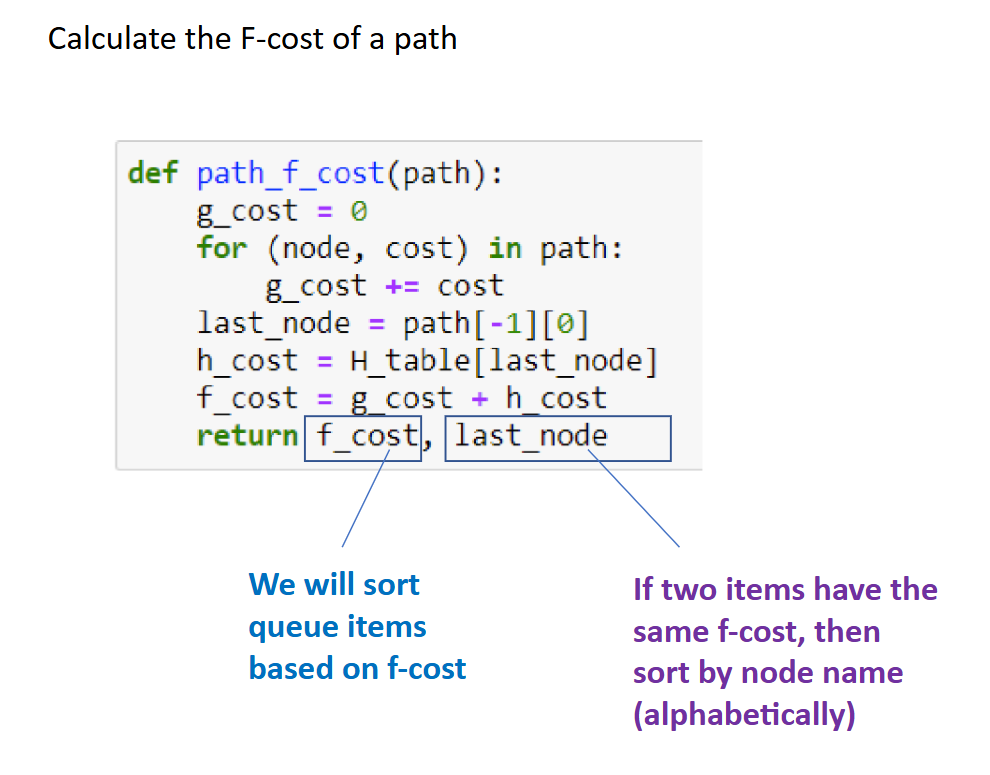 Calculate the F-cost of a path
def path_f_cost(path):
    g_cost = 0
    for (node, cost) in path:
        g_cost += cost
    last_node = path[-1][0]
    h_cost = H_table[last_node]
    f_cost = g_cost + h_cost
    return f_cost, last_node
We will sort
queue items
based on f-cost
If two items have the
same f-cost, then
sort by node name
(alphabetically)